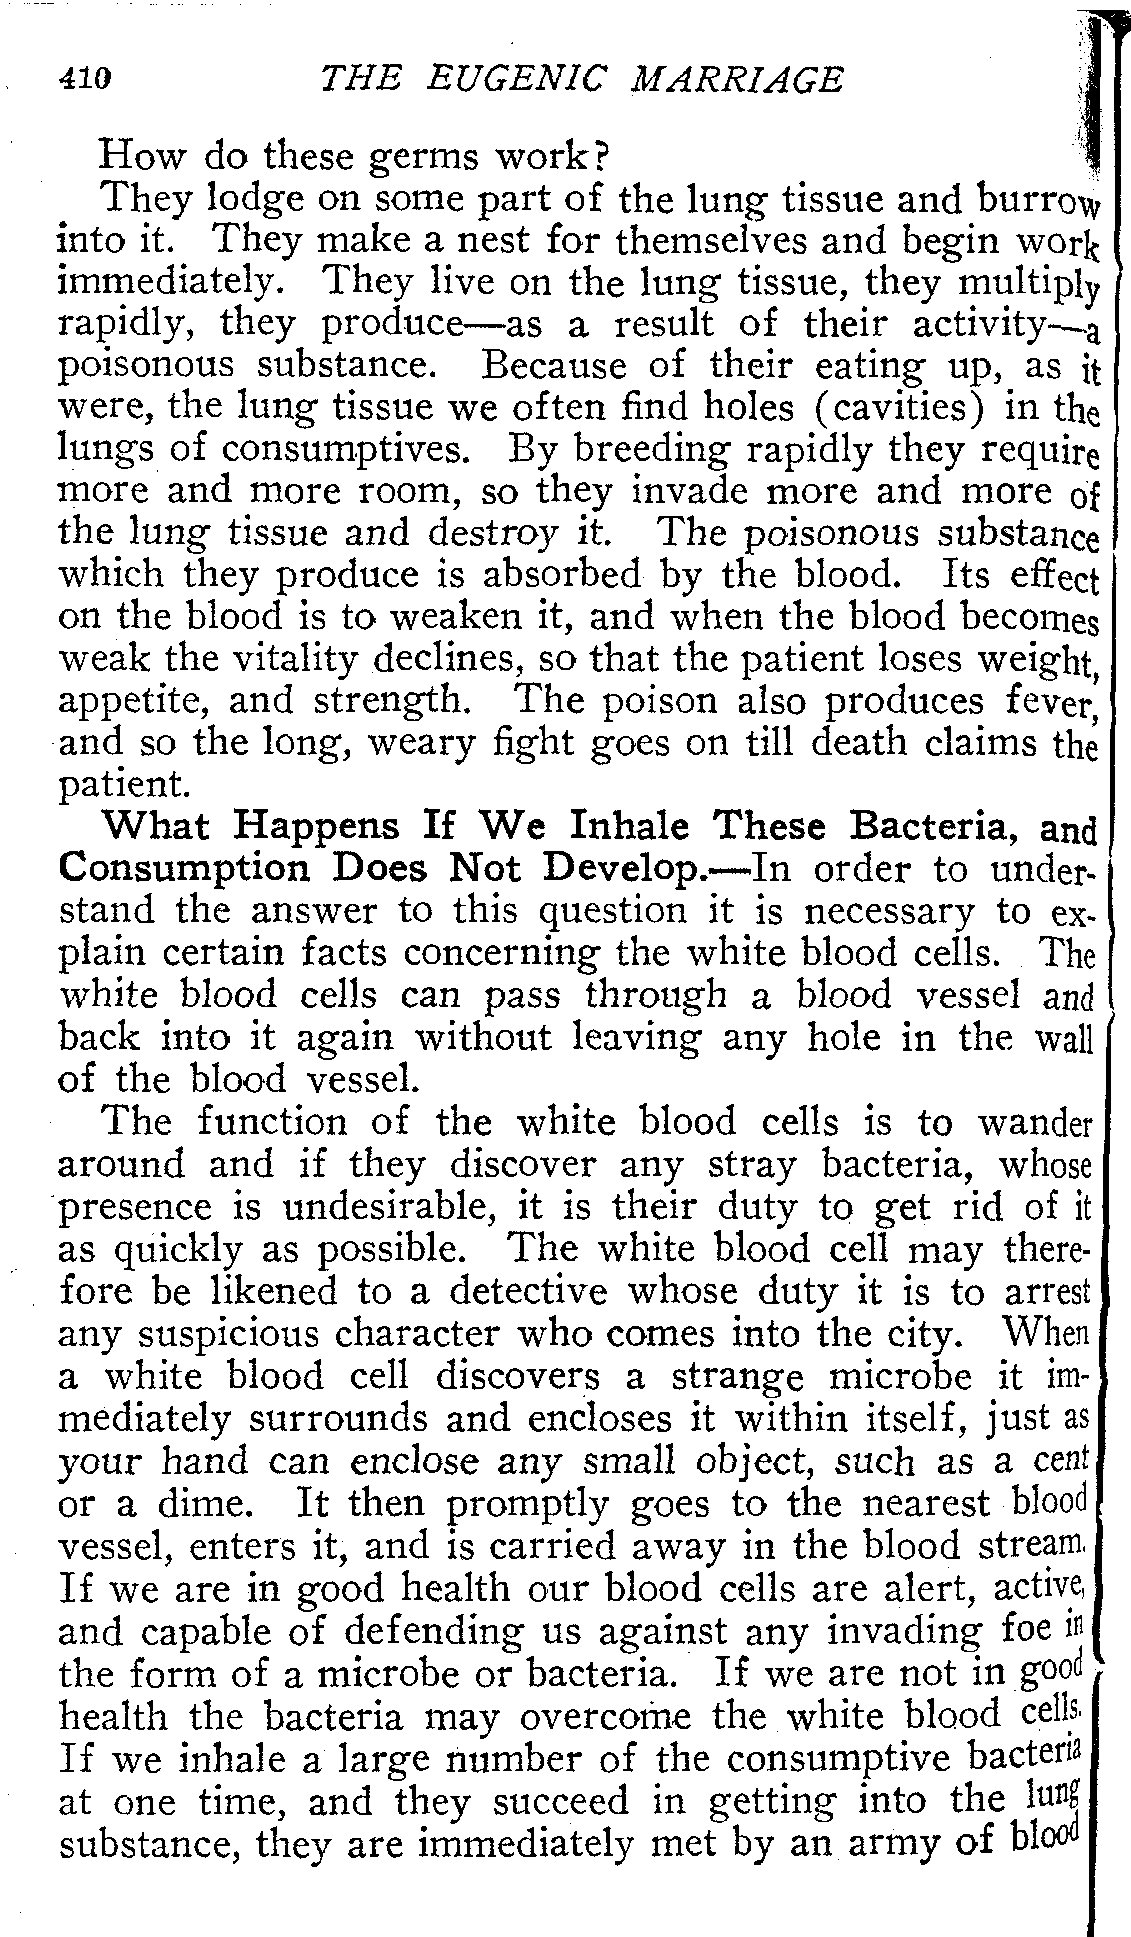 410 THE EUGENIC MARRIAGE
How do these germs work?
They lodge on some part of the lung tissue and burrow
into it. They make a nest for themselves and begin work
immediately. They live on the lung tissue, they multiply
rapidly, they produce—as a result of their activity—a
poisonous substance. Because of their eating up, as it
were, the lung tissue we often find holes (cavities) in the
lungs of consumptives. By breeding rapidly they require
more and more room, so they invade more and more of
the lung tissue and destroy it. The poisonous substance
which they produce is absorbed by the blood. Its effect
on the blood is to weaken it, and when the blood becomes
weak the vitality declines, so that the patient loses weight,
appetite, and strength. The poison also produces fever,
and so the long, weary fight goes on till death claims the
patient.
What Happens If We Inhale These Bacteria, and
Consumption Does Not Develop.—In order to under-
stand the answer to this question it is necessary to ex-
plain certain facts concerning the white blood cells. The
white blood cells can pass through a blood vessel and
back into it again without leaving any hole in the wall
of the blood vessel.
The function of the white blood cells is to wander
around and if they discover any stray bacteria, whose
presence is undesirable, it is their duty to get rid of it
as quickly as possible. The white blood cell may there-
fore be likened to a detective whose duty it is to arrest
any suspicious character who comes into the city. When
a white blood cell discovers a strange microbe it im-
mediately surrounds and encloses it within itself, just as
your hand can enclose any small object, such as a cent
or a dime. It then promptly goes to the nearest blood
vessel, enters it, and is carried away in the blood stream.
If we are in good health our blood cells are alert, active,
and capable of defending us against any invading foe in
the form of a microbe or bacteria. If we are not in good
health the bacteria may overcome the white blood cells.
If we inhale a large number of the consumptive bacteria
at one time, and they succeed in getting into the lung
substance, they are immediately met by an army of blood